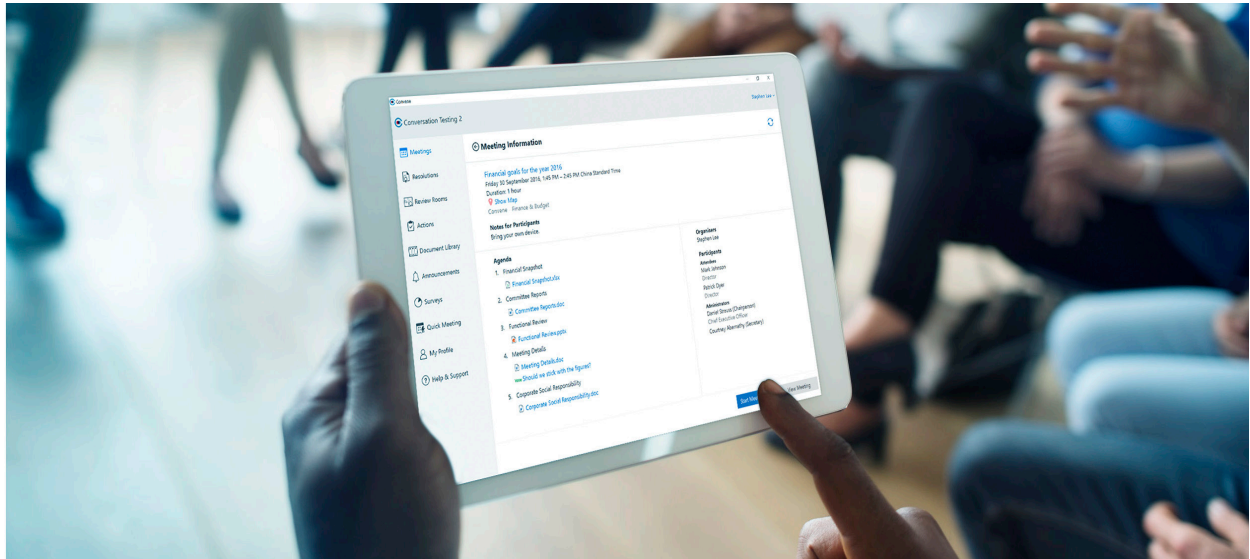 Convene
Conversation Testing 2
Stephen Lee
Meetings
Resolutions
Review Rooms
Actions
Document Library
Announcements
Surveys
Quick Meeting
My Profile
Help & Support
Meeting Information
Financial goals for the year 2016
Friday 30 September 2016, 1:45 PM – 2:45 PM China Standard Time
Duration: 1 hour
Show Map
Convene Finance & Budget
Notes for Participants
Bring your own device.
Agenda
1. Financial Snapshot
Financial Snapshot.xlsx
2. Committee Reports
Committee Reports.doc
3. Functional Review
Functional Review.pptx
4. Meeting Details
Meeting Details.doc
Should we stick with the figures?
5. Corporate Social Responsibility
Corporate Social Responsibility.doc
Organisers
Stephen Lee
Participants
Attendees
Mark Johnson
Director
Patrick Dyer
Director
Administrators
Daniel Strauss (Chairperson)
Chief Executive Officer
Courtney Abernathy (Secretary)
Start
View Meeting